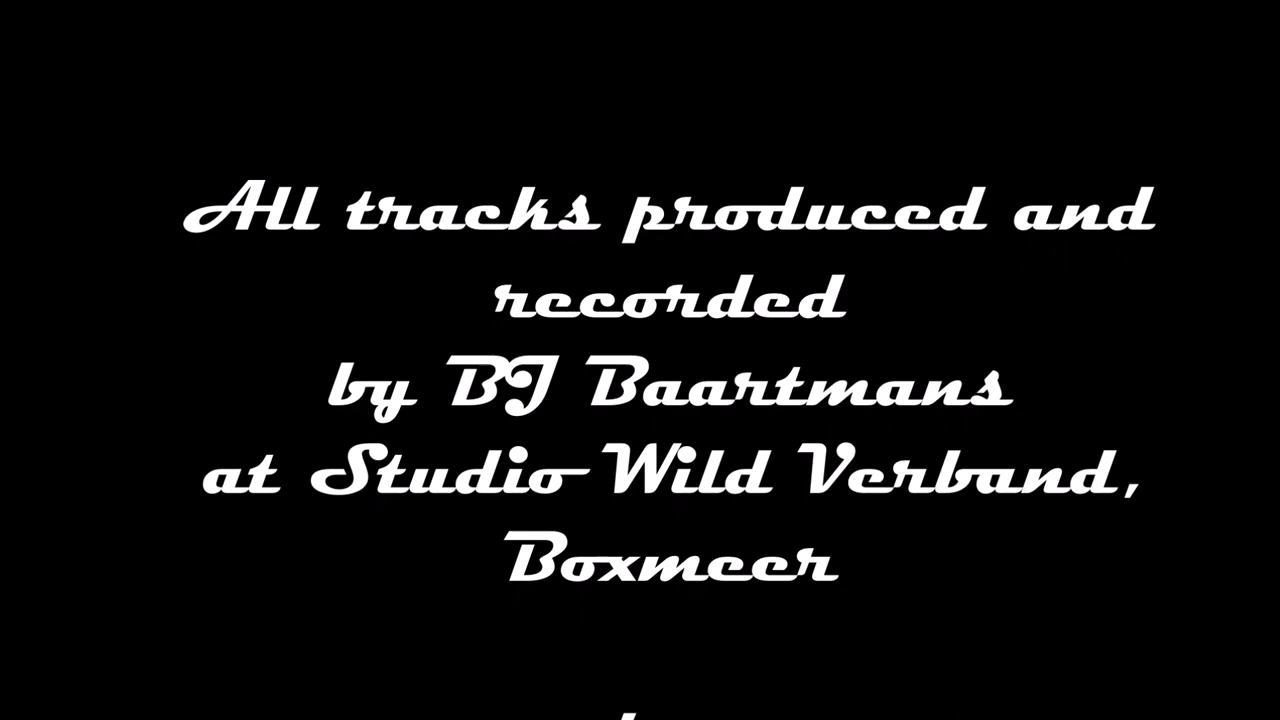 All tracks produced and
recorded
by BJ Baartmans
at Studio Wild Verband,
Boxmeer